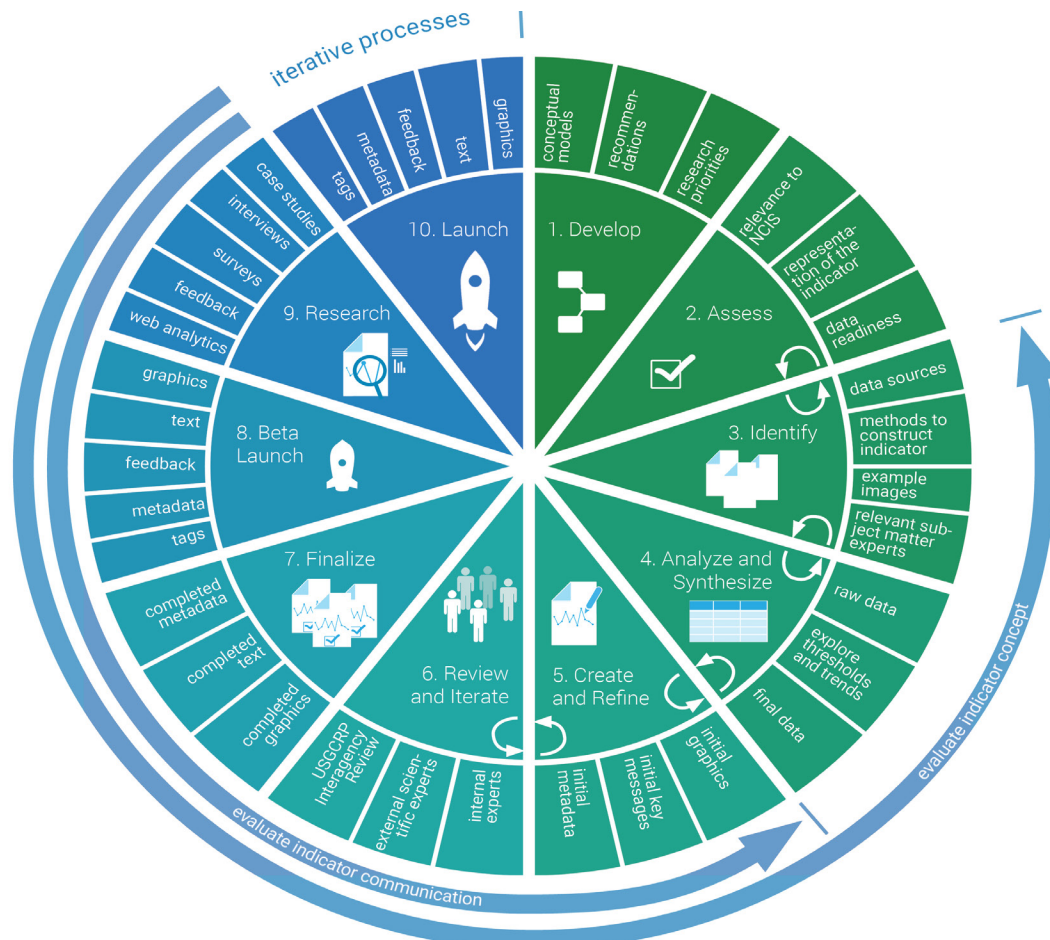 iterative processes
1. Develop
conceptual
models
recommen-
dations
research
priorities
2. Assess
relevance to
NCIS
representa-
tion of the
indicator
data
readiness
3. Identify
data sources
methods to
construct
indicator
example
images
relevant sub-
ject matter
experts
4. Analyze and
Synthesize
raw data
explore
thresholds
and trends
final data
5. Create
and Refine
initial
graphics
initial key
messages
initial
metadata
6. Review
and Iterate
internal
experts
external scien-
tific experts
USGCRP
Interagency
Review
7. Finalize
completed
graphics
completed
text
completed
metadata
8. Beta
Launch
tags
metadata
feedback
text
graphics
9. Research
web analytics
feedback
surveys
interviews
case studies
10. Launch
tags
metadata
feedback
text
graphics
evaluate indicator communication
evaluate indicator concept